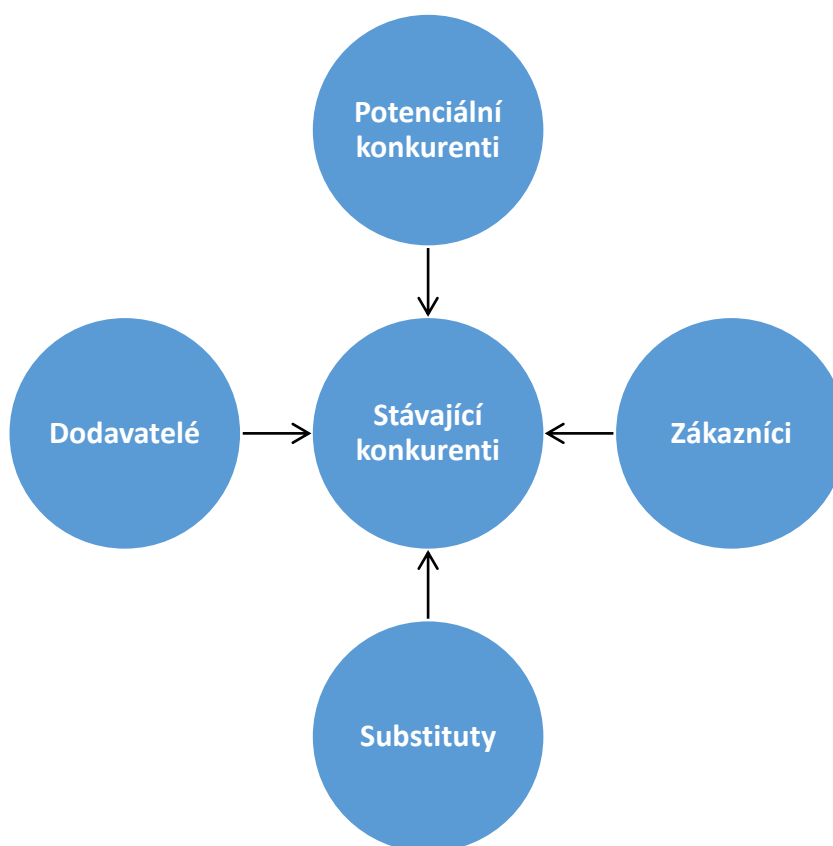 Potenciální
konkurenti
Dodavatelé
Stávající
konkurenti
Zákazníci
Substituty